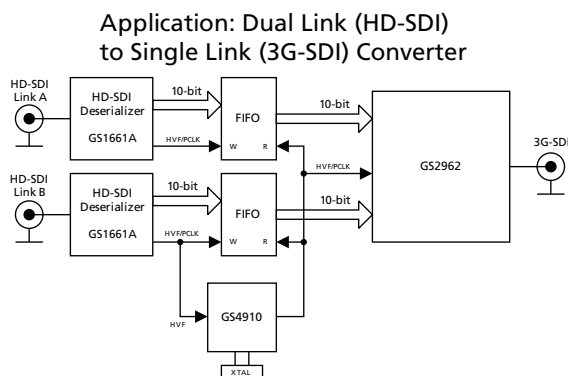 Application: Dual Link (HD-SDI)
to Single Link (3G-SDI) Converter
HD-SDI
Link A
HD-SDI
Deserializer
GS1661A
10-bit
HVF/PCLK
FIFO
W R
10-bit
HVF/PCLK
GS2962
3G-SDI
HD-SDI
Link B
HD-SDI
Deserializer
GS1661A
10-bit
HVF/PCLK
FIFO
W R
10-bit
HVF
GS4910
XTAL